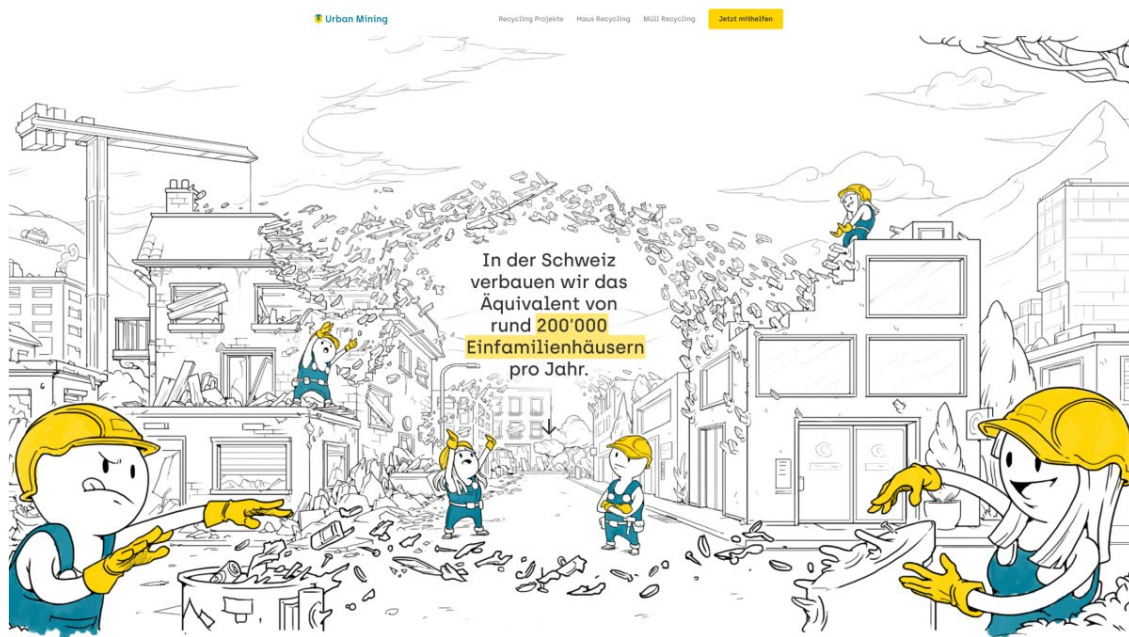 Urban Mining
Recycling Projekte
Haus Recycling
Müll Recycling
Jetzt mithelfen
In der Schweiz
verbauen wir das
Äquivalent von
rund 200'000
Einfamilienhäusern
pro Jahr.